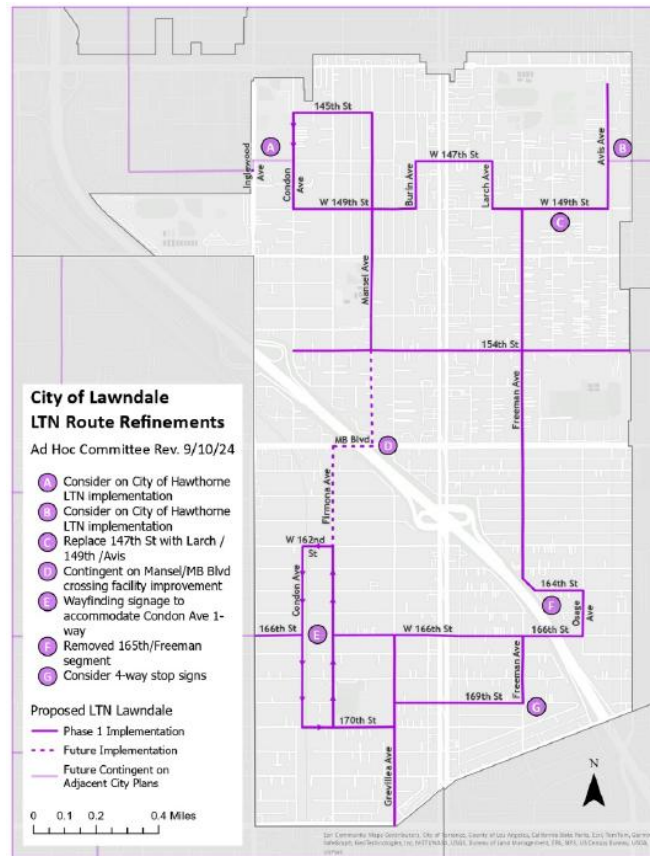 145th St
A
Inglewood
Ave
Condon
Ave
W 149th St
Mansel Ave
Burin Ave
W 147th St
Larch Ave
Avis Ave
B
W 149th St
C
154th St
Freeman Ave
City of Lawndale
LTN Route Refinements
Ad Hoc Committee Rev. 9/10/24
A Consider on City of Hawthorne
LTN implementation
B Consider on City of Hawthorne
LTN implementation
C Replace 147th St with Larch /
149th /Avis
D Contingent on Mansel/MB Blvd
crossing facility improvement
E Wayfinding signage to
accommodate Condon Ave 1-
way
F Removed 165th/Freeman
segment
G Consider 4-way stop signs
Proposed LTN Lawndale
Phase 1 Implementation
Future Implementation
Future Contingent on
Adjacent City Plans
0 0.1 0.2 0.4 Miles
MB Blvd
D
Firmona Ave
W 162nd
St
Condon Ave
166th St
E
W 166th St
166th St
164th St
F
Osage
Ave
Freeman Ave
169th St
G
170th St
Grevillea Ave
N